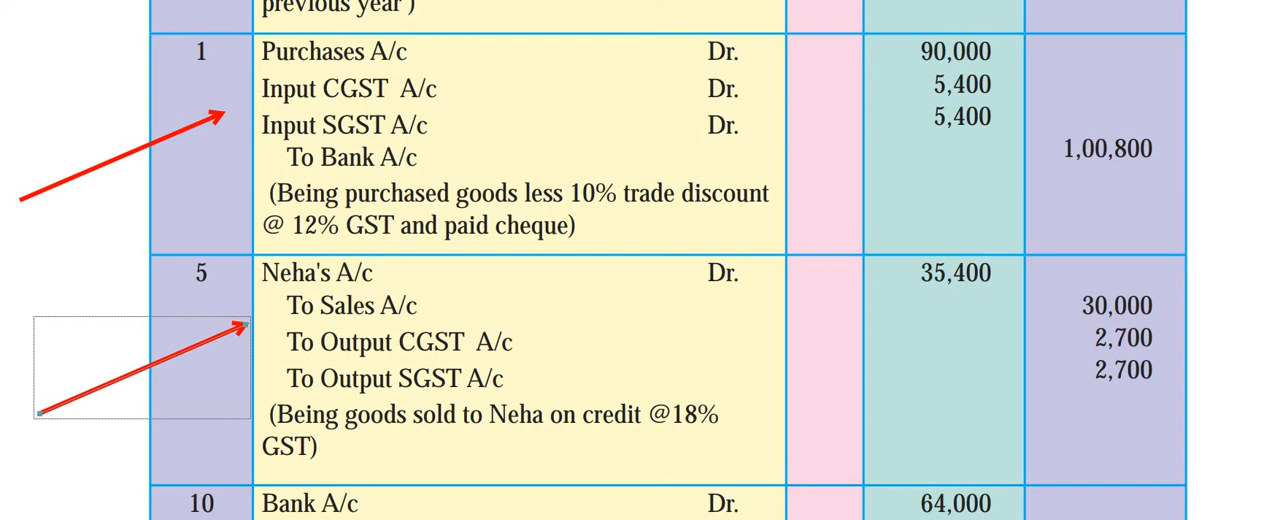 previous year )
1 Purchases A/c Dr. 90,000
Input CGST A/c Dr. 5,400
Input SGST A/c Dr. 5,400
To Bank A/c 1,00,800
(Being purchased goods less 10% trade discount
@ 12% GST and paid cheque)
5 Neha's A/c Dr. 35,400
To Sales A/c 30,000
To Output CGST A/c 2,700
To Output SGST A/c 2,700
(Being goods sold to Neha on credit @18%
GST)
10 Bank A/c Dr. 64,000